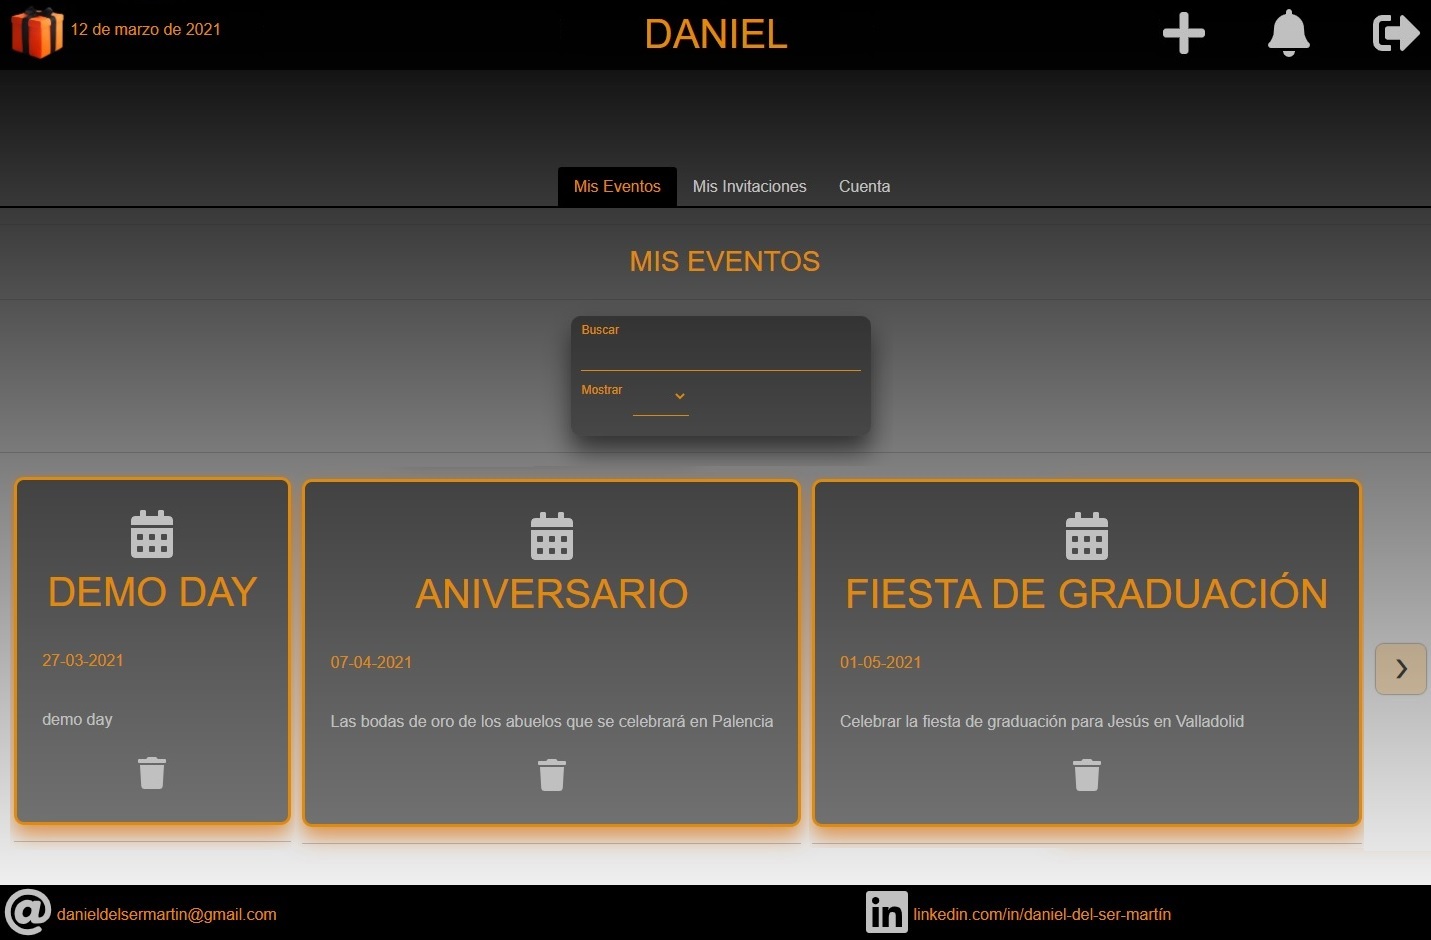 12 de marzo de 2021
DANIEL
Mis Eventos
Mis Invitaciones
Cuenta
MIS EVENTOS
Buscar
Mostrar
DEMO DAY
27-03-2021
demo day
ANIVERSARIO
07-04-2021
Las bodas de oro de los abuelos que se celebrará en Palencia
FIESTA DE GRADUACIÓN
01-05-2021
Celebrar la fiesta de graduación para Jesús en Valladolid
danieldelsermartin@gmail.com
in linkedin.com/in/daniel-del-ser-martín